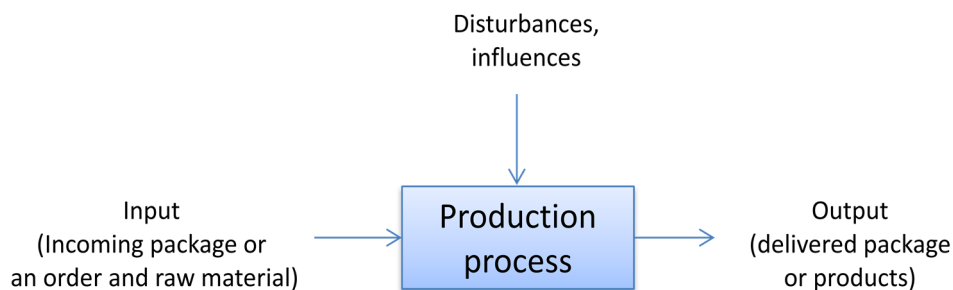 Disturbances,
influences
Input
(Incoming package or
an order and raw material)
Production
process
Output
(delivered package
or products)